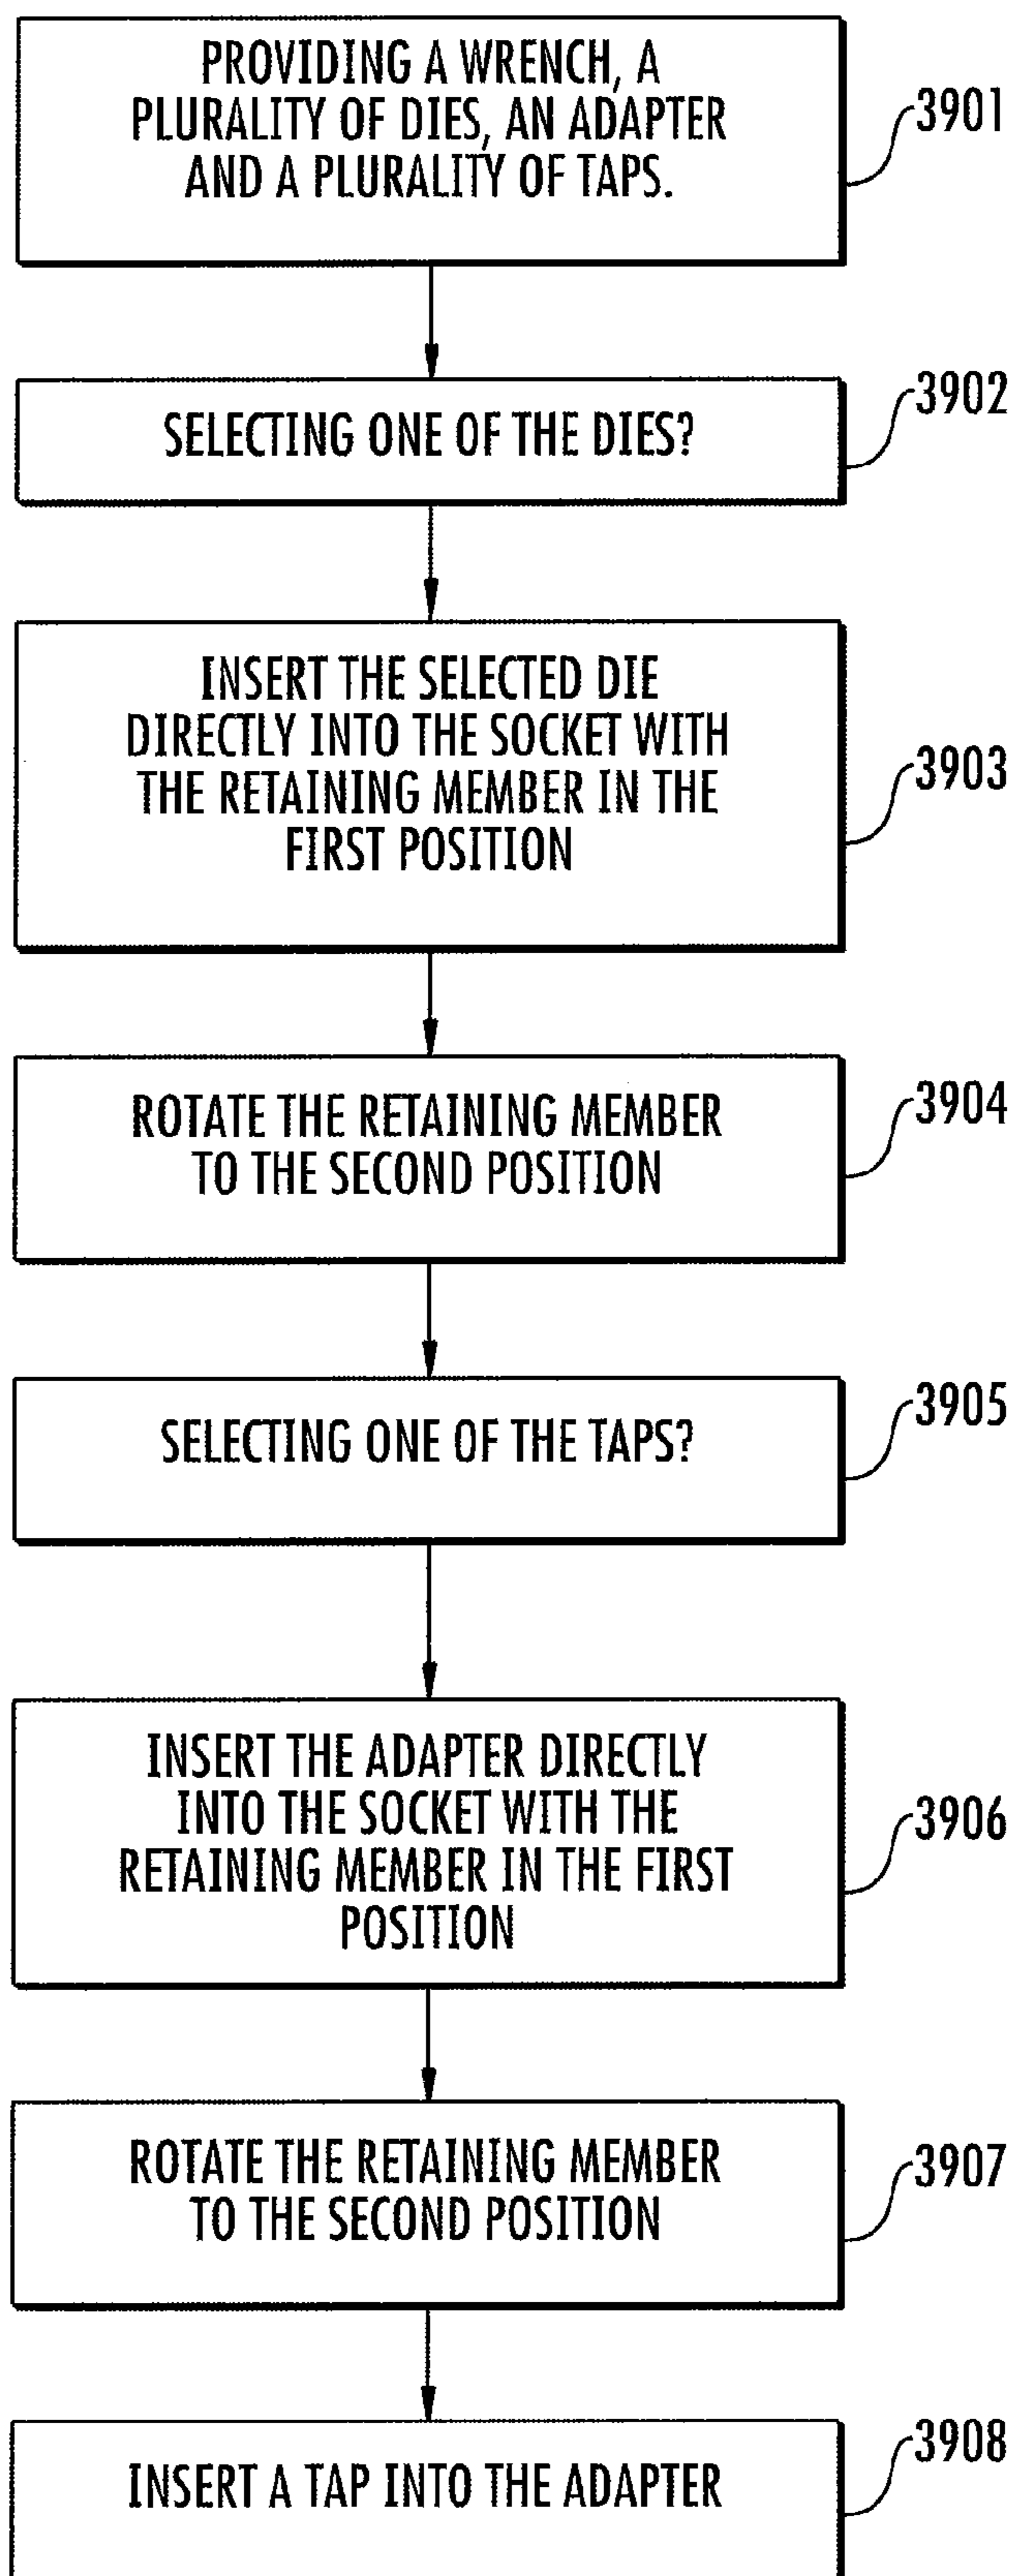 PROVIDING A WRENCH, A
PLURALITY OF DIES, AN ADAPTER
AND A PLURALITY OF TAPS.
3901
SELECTING ONE OF THE DIES?
3902
INSERT THE SELECTED DIE
DIRECTLY INTO THE SOCKET WITH
THE RETAINING MEMBER IN THE
FIRST POSITION
3903
ROTATE THE RETAINING MEMBER
TO THE SECOND POSITION
3904
SELECTING ONE OF THE TAPS?
3905
INSERT THE ADAPTER DIRECTLY
INTO THE SOCKET WITH THE
RETAINING MEMBER IN THE FIRST
POSITION
3906
ROTATE THE RETAINING MEMBER
TO THE SECOND POSITION
3907
INSERT A TAP INTO THE ADAPTER
3908